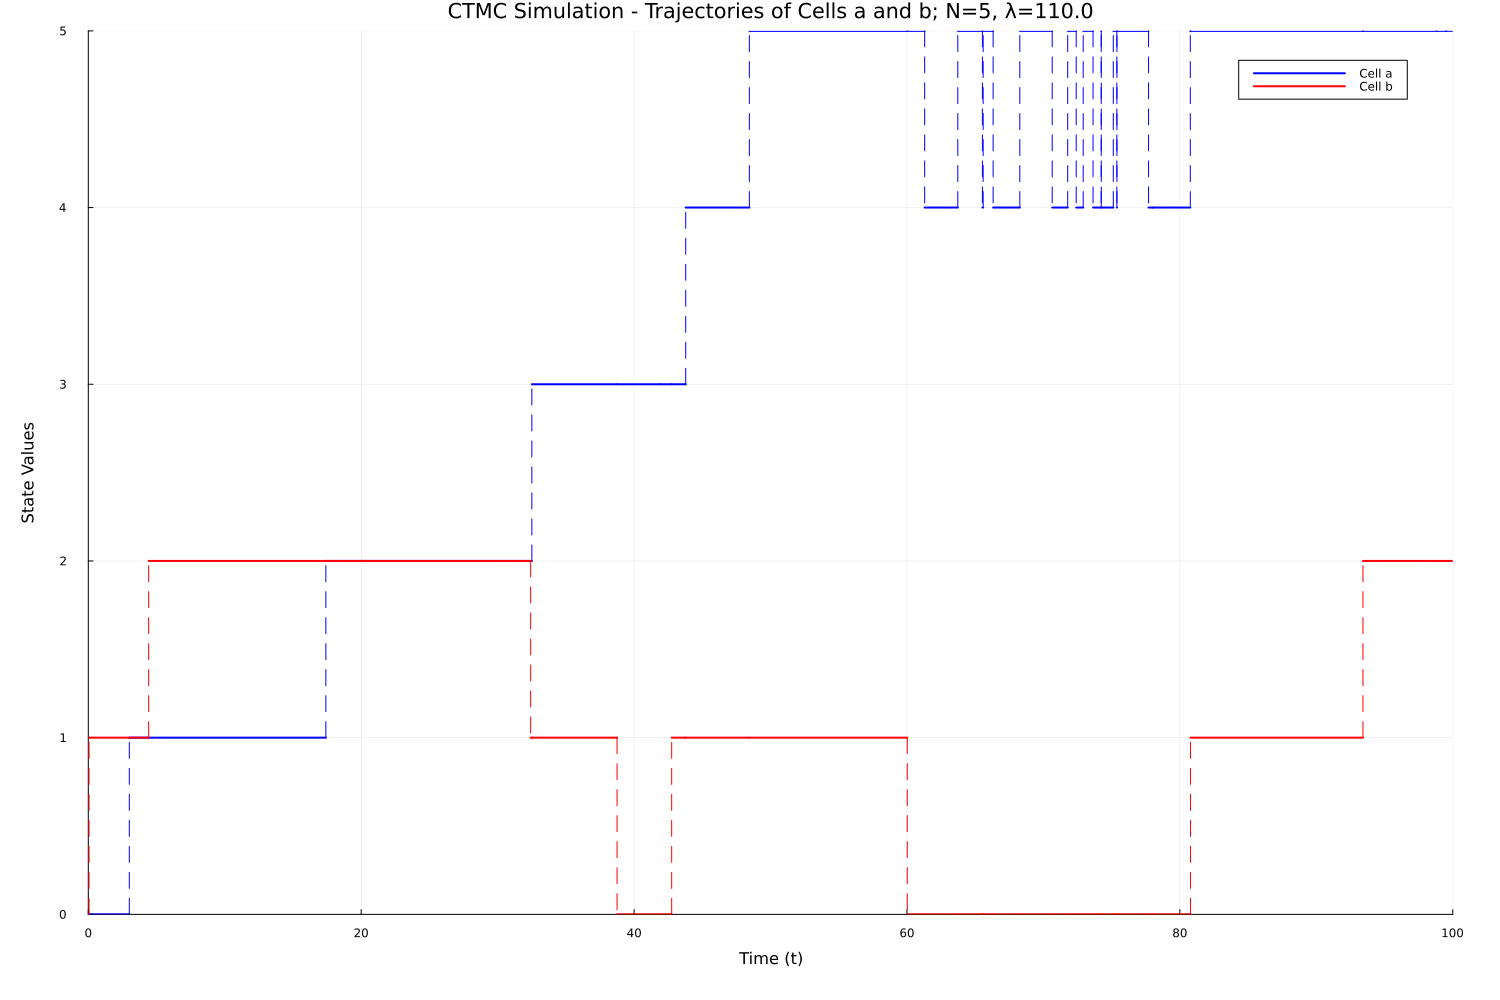 CTMC Simulation - Trajectories of Cells a and b; N=5, λ=110.0
5
Cell a
Cell b
4
3
State Values
2
1
0
0 20 40 60 80 100
Time (t)